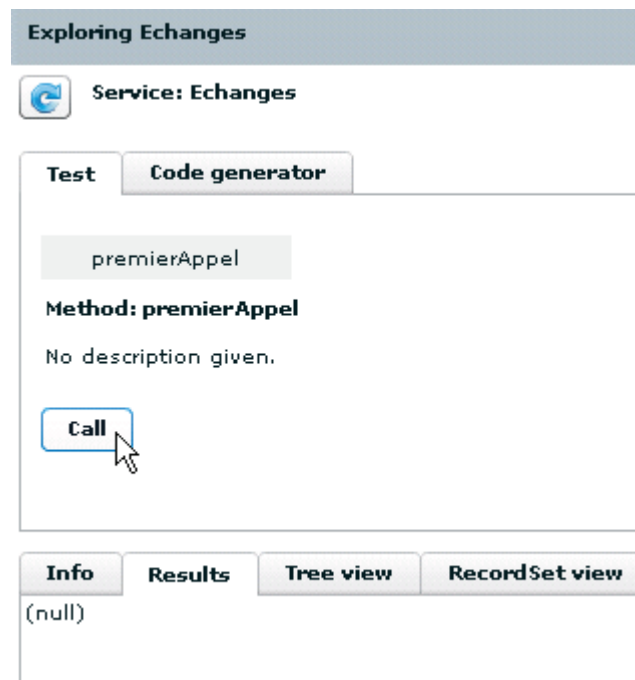 Exploring Echanges
Service: Echanges
Test Code generator
premierAppel
Method: premierAppel
No description given.
Call
Info Results Tree view RecordSet view
(null)